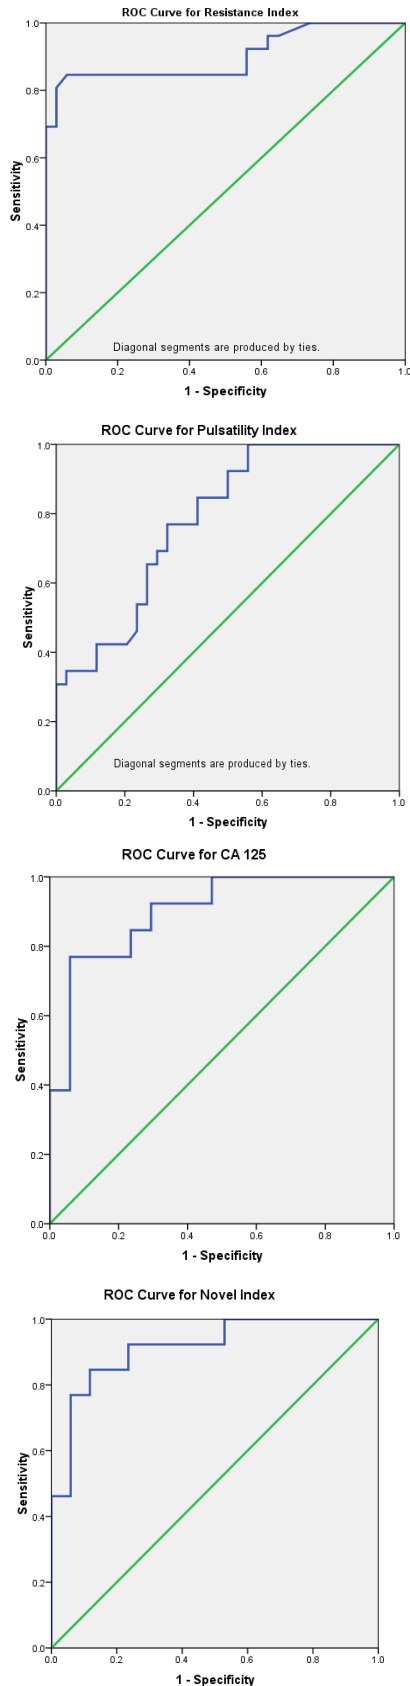 ROC Curve for Resistance Index
1.0
0.8
0.6
0.4
0.2
0.0
Sensitivity
Diagonal segments are produced by ties.
0.0 0.2 0.4 0.6 0.8 1.0
1 - Specificity
ROC Curve for Pulsatility Index
1.0
0.8
0.6
0.4
0.2
0.0
Sensitivity
Diagonal segments are produced by ties.
0.0 0.2 0.4 0.6 0.8 1.0
1 - Specificity
ROC Curve for CA 125
1.0
0.8
0.6
0.4
0.2
0.0
Sensitivity
0.0 0.2 0.4 0.6 0.8 1.0
1 - Specificity
ROC Curve for Novel Index
1.0
0.8
0.6
0.4
0.2
0.0
Sensitivity
0.0 0.2 0.4 0.6 0.8 1.0
1 - Specificity